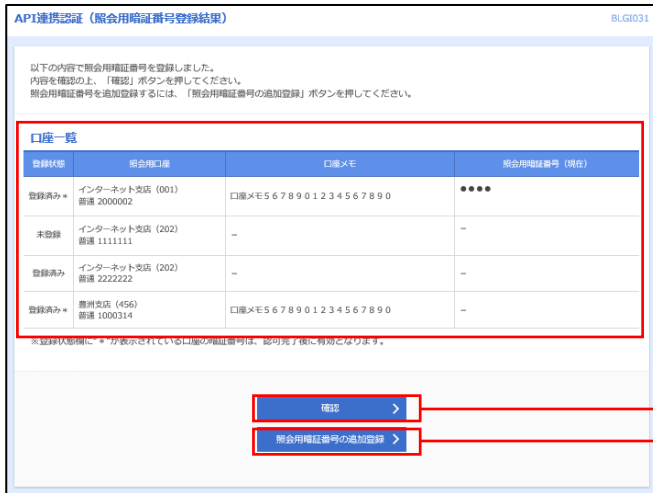 API連携認証（照会用暗証番号登録結果）
BLGI031
以下の内容で照会用暗証番号を登録しました。
内容を確認の上、「確認」ボタンを押してください。
照会用暗証番号を追加登録するには、「照会用暗証番号の追加登録」ボタンを押してください。
口座一覧
登録状態 照会用口座 口座メモ 照会用暗証番号（現在）
登録済み* インターネット支店（001） 口座メモ５６７８９０１２３４５６７８９０ ●●●●
普通 2000002
未登録 インターネット支店（202） − −
普通 1111111
登録済み インターネット支店（202） − −
普通 2222222
登録済み* 豊洲支店（456） 口座メモ５６７８９０１２３４５６７８９０ −
普通 1000314
※登録状態欄に"*"が表示されている口座の暗証番号は、認可完了後に有効となります。
確認
照会用暗証番号の追加登録